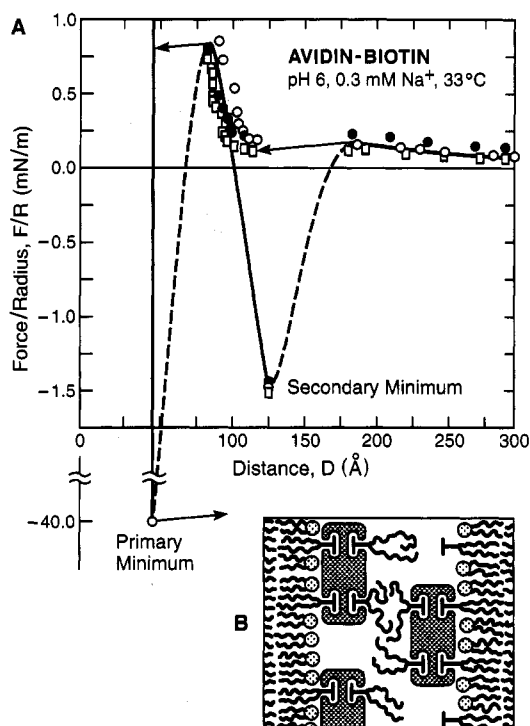 A
AVIDIN-BIOTIN
pH 6, 0.3 mM Na⁺, 33°C
Force/Radius, F/R (mN/m)
1.0
0.5
0.0
−0.5
−1.0
−1.5
−40.0
Secondary Minimum
0
100
150
200
250
300
Distance, D (Å)
Primary
Minimum
B